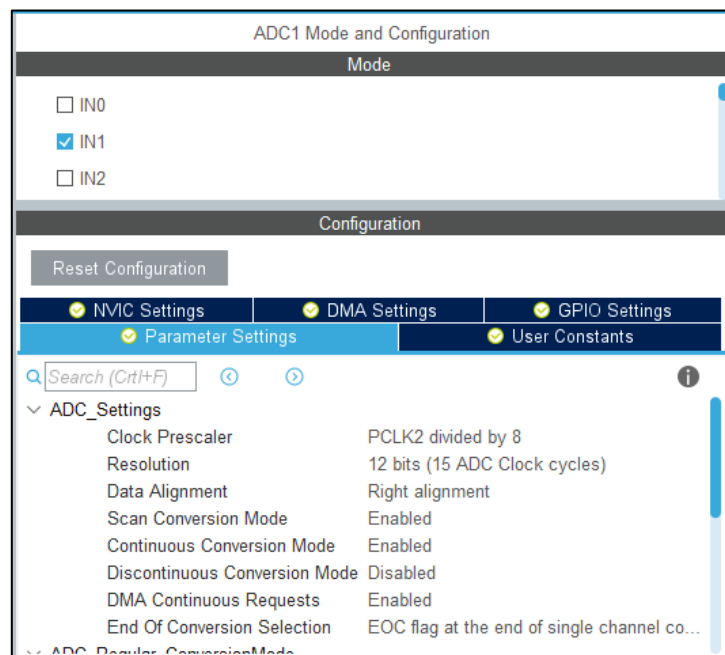 ADC1 Mode and Configuration
Mode
IN0
IN1
IN2
Configuration
Reset Configuration
NVIC Settings DMA Settings GPIO Settings
Parameter Settings User Constants
Search (Crtl+F)
ADC_Settings
Clock Prescaler PCLK2 divided by 8
Resolution 12 bits (15 ADC Clock cycles)
Data Alignment Right alignment
Scan Conversion Mode Enabled
Continuous Conversion Mode Enabled
Discontinuous Conversion Mode Disabled
DMA Continuous Requests Enabled
End Of Conversion Selection EOC flag at the end of single channel co...
ADC_Regular_ConversionMode